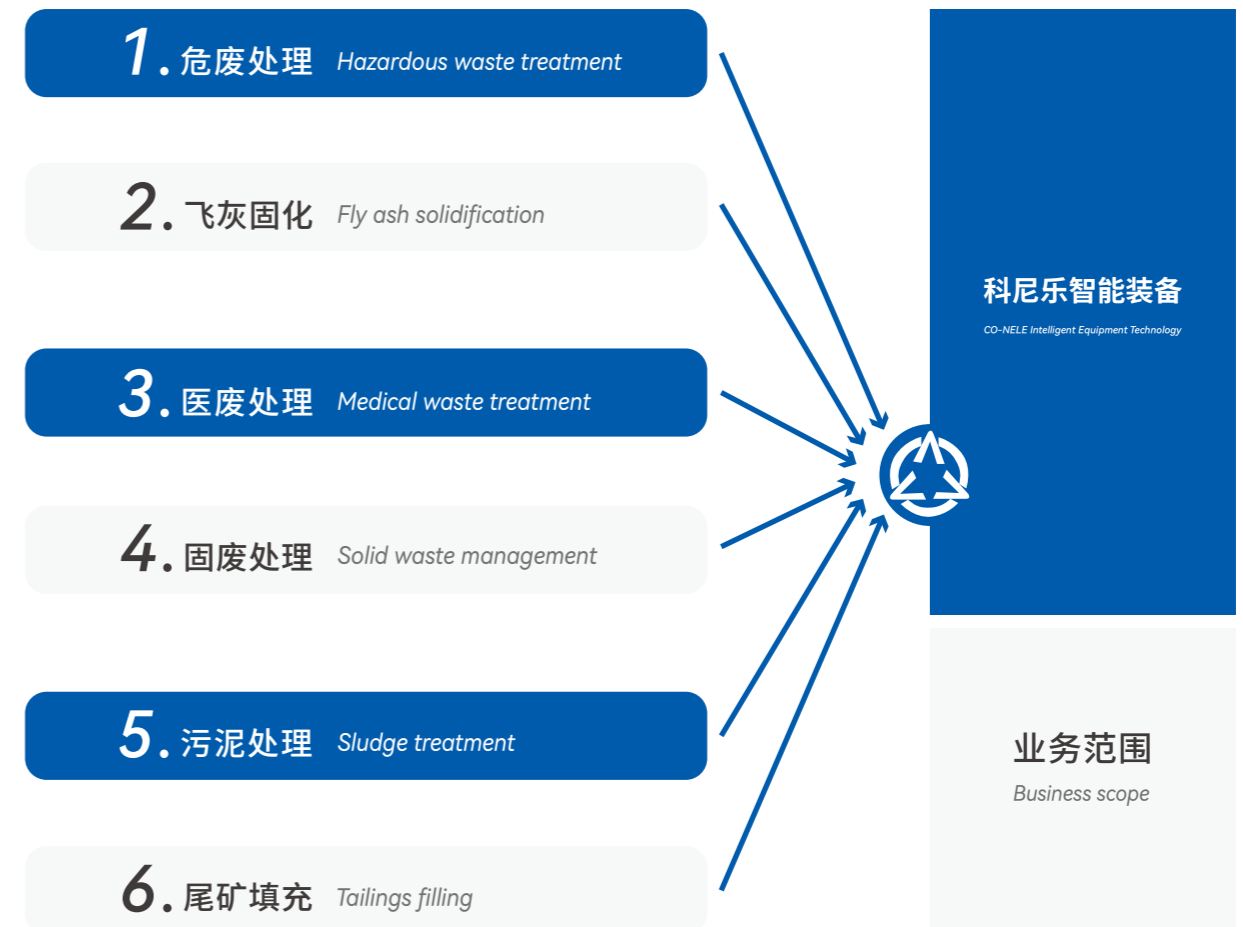 1.危废处理 Hazardous waste treatment
2.飞灰固化 Fly ash solidification
3.医废处理 Medical waste treatment
4.固废处理 Solid waste management
5.污泥处理 Sludge treatment
6.尾矿填充 Tailings filling
科尼乐智能装备
CO-NELE Intelligent Equipment Technology
业务范围
Business scope